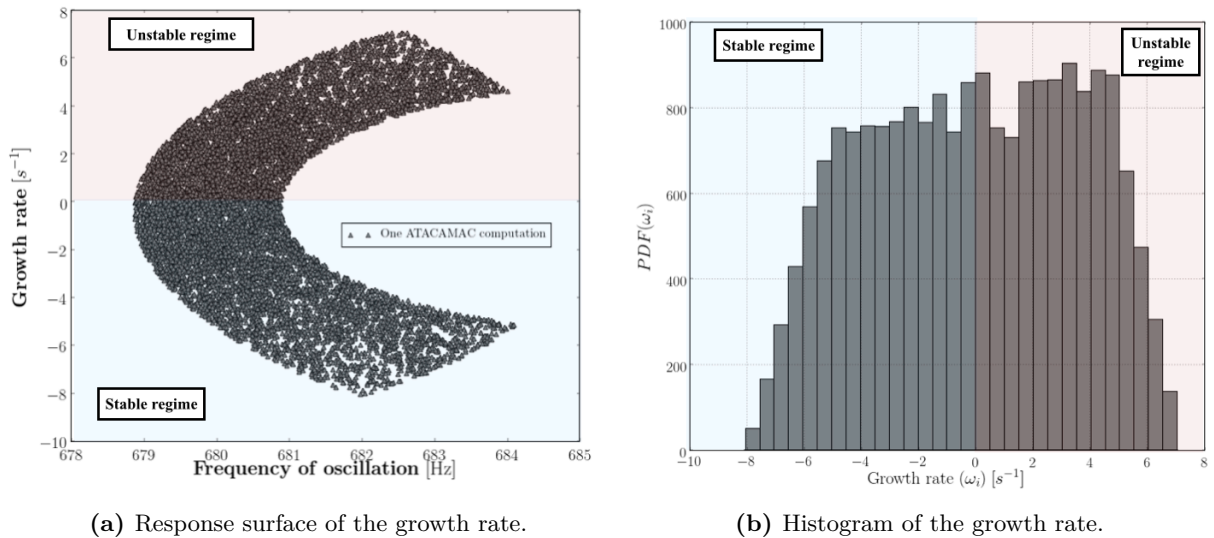 8
6
4
2
0
−2
−4
−6
−8
−10
Growth rate [s⁻¹]
Unstable regime
One ATACAMAC computation
Stable regime
678 679 680 681 682 683 684 685
Frequency of oscillation [Hz]
(a) Response surface of the growth rate.
1000
800
600
400
200
0
PDF(ωᵢ)
Stable regime
Unstable
regime
−10 −8 −6 −4 −2 0 2 4 6 8
Growth rate (ωᵢ) [s⁻¹]
(b) Histogram of the growth rate.